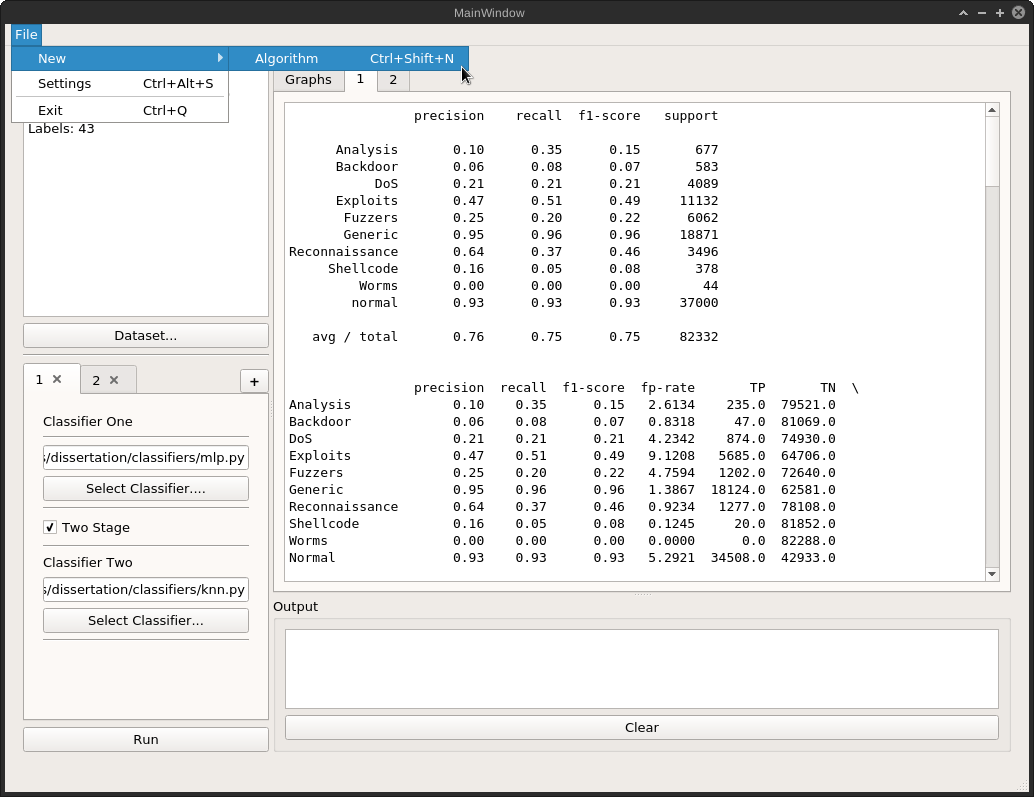 MainWindow
File
New
Algorithm Ctrl+Shift+N
Settings Ctrl+Alt+S
Exit Ctrl+Q
Labels: 43
Dataset...
1 2
+
Classifier One
s/dissertation/classifiers/mlp.py
Select Classifier....
Two Stage
Classifier Two
s/dissertation/classifiers/knn.py
Select Classifier...
Run
Graphs 1 2
precision recall f1-score support
Analysis 0.10 0.35 0.15 677
Backdoor 0.06 0.08 0.07 583
DoS 0.21 0.21 0.21 4089
Exploits 0.47 0.51 0.49 11132
Fuzzers 0.25 0.20 0.22 6062
Generic 0.95 0.96 0.96 18871
Reconnaissance 0.64 0.37 0.46 3496
Shellcode 0.16 0.05 0.08 378
Worms 0.00 0.00 0.00 44
normal 0.93 0.93 0.93 37000
avg / total 0.76 0.75 0.75 82332
precision recall f1-score fp-rate TP TN \
Analysis 0.10 0.35 0.15 2.6134 235.0 79521.0
Backdoor 0.06 0.08 0.07 0.8318 47.0 81069.0
DoS 0.21 0.21 0.21 4.2342 874.0 74930.0
Exploits 0.47 0.51 0.49 9.1208 5685.0 64706.0
Fuzzers 0.25 0.20 0.22 4.7594 1202.0 72640.0
Generic 0.95 0.96 0.96 1.3867 18124.0 62581.0
Reconnaissance 0.64 0.37 0.46 0.9234 1277.0 78108.0
Shellcode 0.16 0.05 0.08 0.1245 20.0 81852.0
Worms 0.00 0.00 0.00 0.0000 0.0 82288.0
Normal 0.93 0.93 0.93 5.2921 34508.0 42933.0
Output
Clear